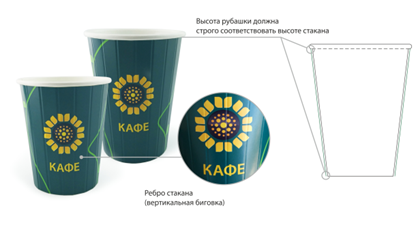 Высота рубашки должна
строго соответствовать высоте стакана
КАФЕ
КАФЕ
КАФЕ
Ребро стакана
(вертикальная биговка)